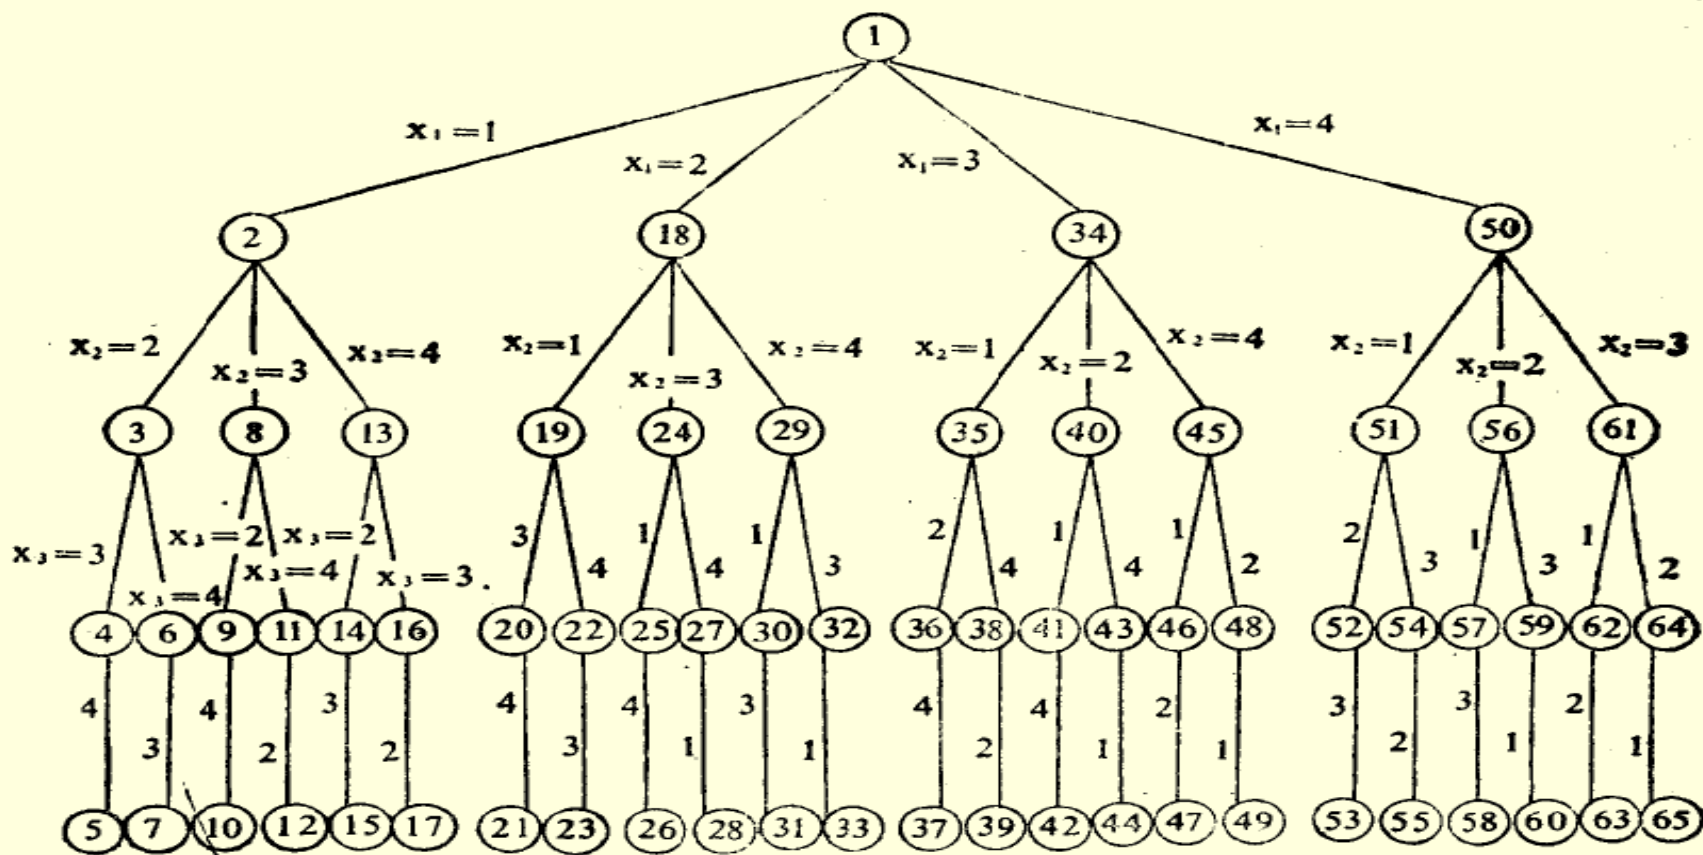 1
x₁=1 x₁=2 x₁=3 x₁=4
2 18 34 50
x₂=2 x₂=3 x₂=4 x₂=1 x₂=3 x₂=4 x₂=1 x₂=2 x₂=4 x₂=1 x₂=2 x₂=3
3 8 13 19 24 29 35 40 45 51 56 61
x₃=3 x₃=4 x₃=2 x₃=4 x₃=2 x₃=3 3 4 1 4 1 3 2 4 1 4 1 2 2 3 1 3 1 2
4 6 9 11 14 16 20 22 25 27 30 32 36 38 41 43 46 48 52 54 57 59 62 64
4 3 4 2 3 2 4 3 4 1 3 1 4 2 4 1 2 1 3 2 3 1 2 1
5 7 10 12 15 17 21 23 26 28 31 33 37 39 42 44 47 49 53 55 58 60 63 65